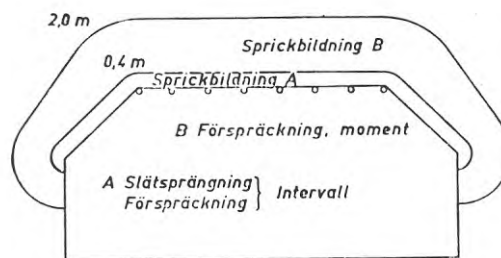 2,0 m
Sprickbildning B
0,4 m
Sprickbildning A
B Förspräckning, moment
A Slätsprängning
Förspräckning } Intervall